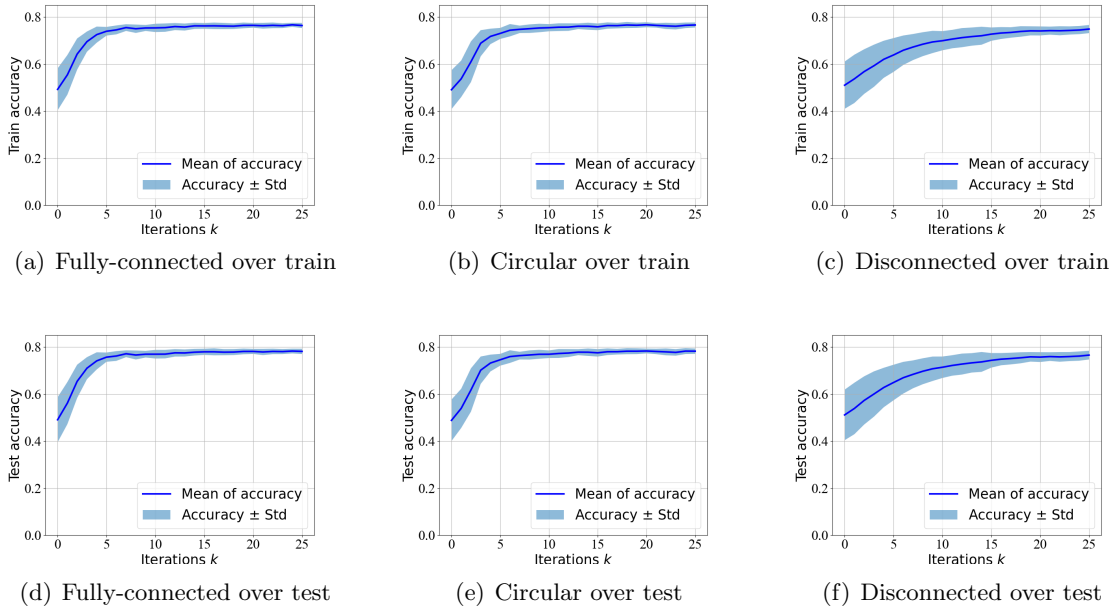 0.8
0.6
0.4
0.2
0.0
Train accuracy
Mean of accuracy
Accuracy ± Std
0 5 10 15 20 25
Iterations k
(a) Fully-connected over train
0.8
0.6
0.4
0.2
0.0
Train accuracy
Mean of accuracy
Accuracy ± Std
0 5 10 15 20 25
Iterations k
(b) Circular over train
0.8
0.6
0.4
0.2
0.0
Train accuracy
Mean of accuracy
Accuracy ± Std
0 5 10 15 20 25
Iterations k
(c) Disconnected over train
0.8
0.6
0.4
0.2
0.0
Test accuracy
Mean of accuracy
Accuracy ± Std
0 5 10 15 20 25
Iterations k
(d) Fully-connected over test
0.8
0.6
0.4
0.2
0.0
Test accuracy
Mean of accuracy
Accuracy ± Std
0 5 10 15 20 25
Iterations k
(e) Circular over test
0.8
0.6
0.4
0.2
0.0
Test accuracy
Mean of accuracy
Accuracy ± Std
0 5 10 15 20 25
Iterations k
(f) Disconnected over test